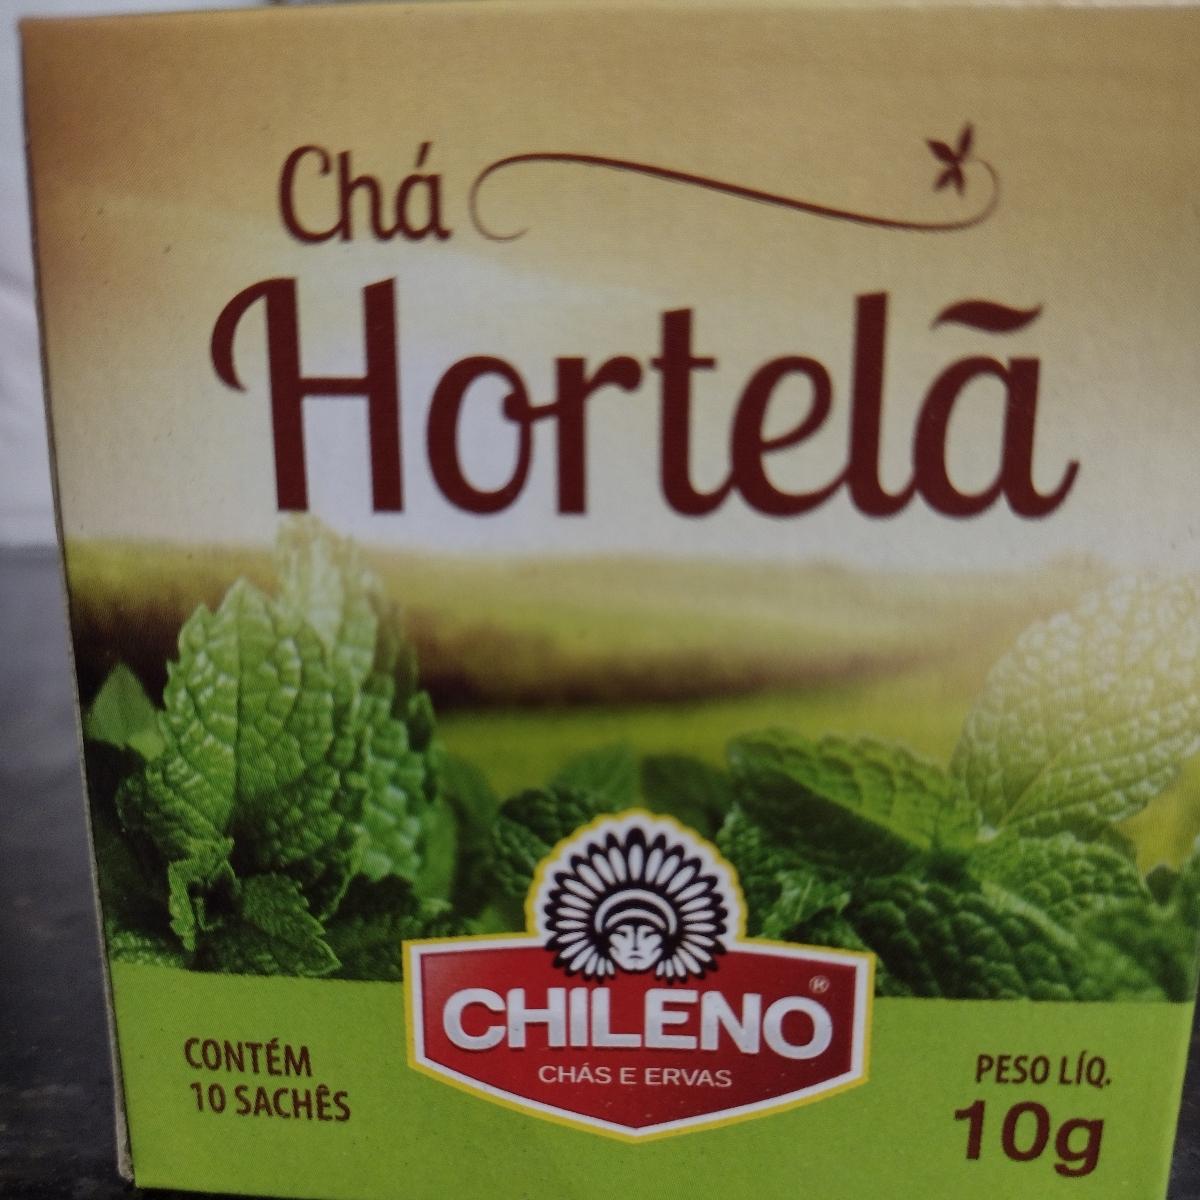 Chá
Hortelã
CHILENO®
CHÁS E ERVAS
CONTÉM
10 SACHÊS
PESO LÍQ.
10g